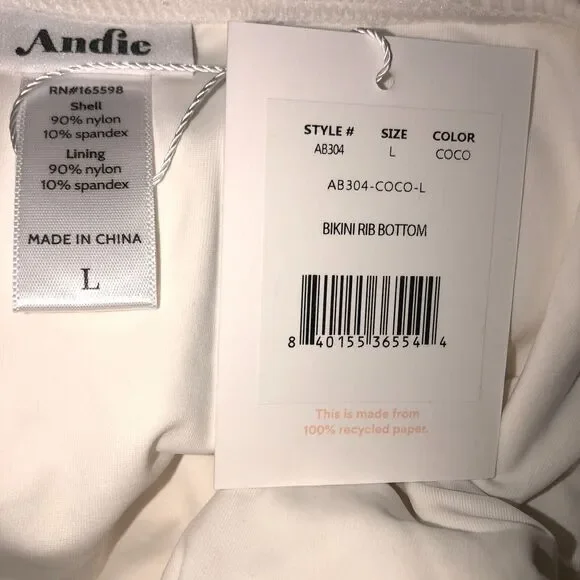 Andie
RN#165598
Shell
90% nylon
10% spandex
Lining
90% nylon
10% spandex
MADE IN CHINA
L
STYLE # SIZE COLOR
AB304 L COCO
AB304-COCO-L
BIKINI RIB BOTTOM
8 40155 36554 4
This is made from
100% recycled paper.